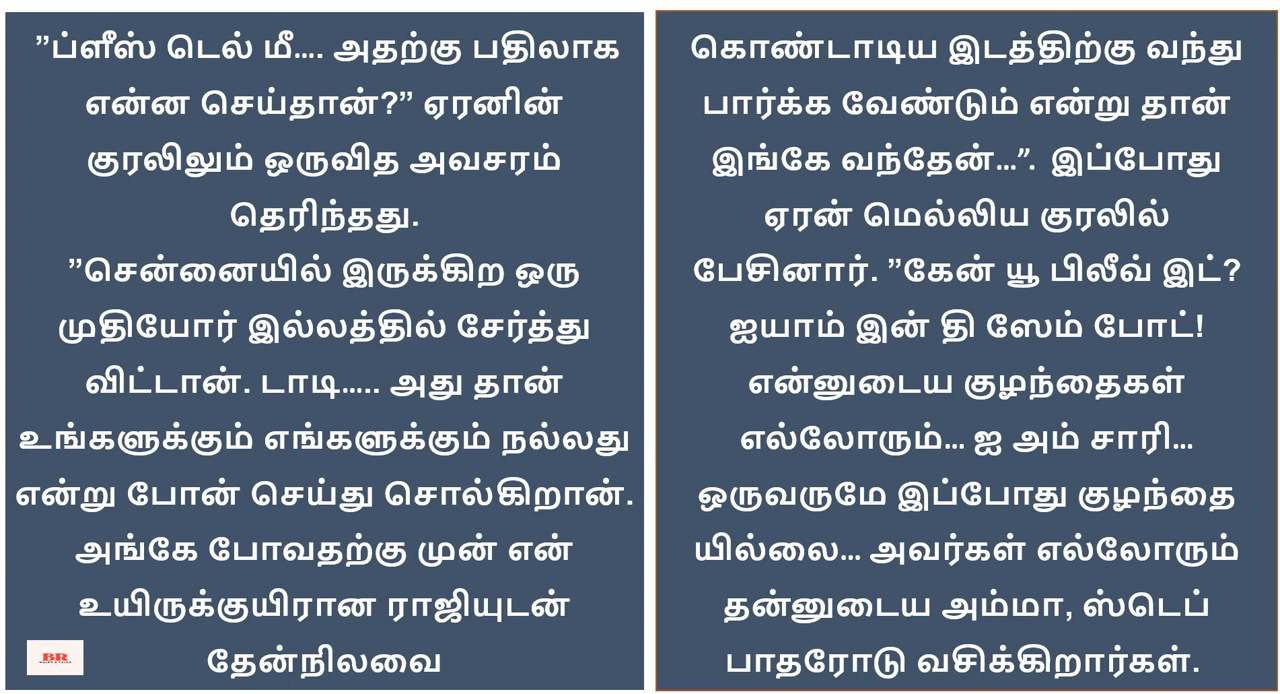 ”ப்ளீஸ் டெல் மீ.... அதற்கு பதிலாக
என்ன செய்தான்?” ஏரனின்
குரலிலும் ஒருவித அவசரம்
தெரிந்தது.
”சென்னையில் இருக்கிற ஒரு
முதியோர் இல்லத்தில் சேர்த்து
விட்டான். டாடி..... அது தான்
உங்களுக்கும் எங்களுக்கும் நல்லது
என்று போன் செய்து சொல்கிறான்.
அங்கே போவதற்கு முன் என்
உயிருக்குயிரான ராஜியுடன்
தேன்நிலவை
BR
கொண்டாடிய இடத்திற்கு வந்து
பார்க்க வேண்டும் என்று தான்
இங்கே வந்தேன்...”. இப்போது
ஏரன் மெல்லிய குரலில்
பேசினார். ”கேன் யூ பிலீவ் இட்?
ஐயாம் இன் தி ஸேம் போட்!
என்னுடைய குழந்தைகள்
எல்லோரும்... ஐ அம் சாரி...
ஒருவருமே இப்போது குழந்தை
யில்லை... அவர்கள் எல்லோரும்
தன்னுடைய அம்மா, ஸ்டெப்
பாதரோடு வசிக்கிறார்கள்.